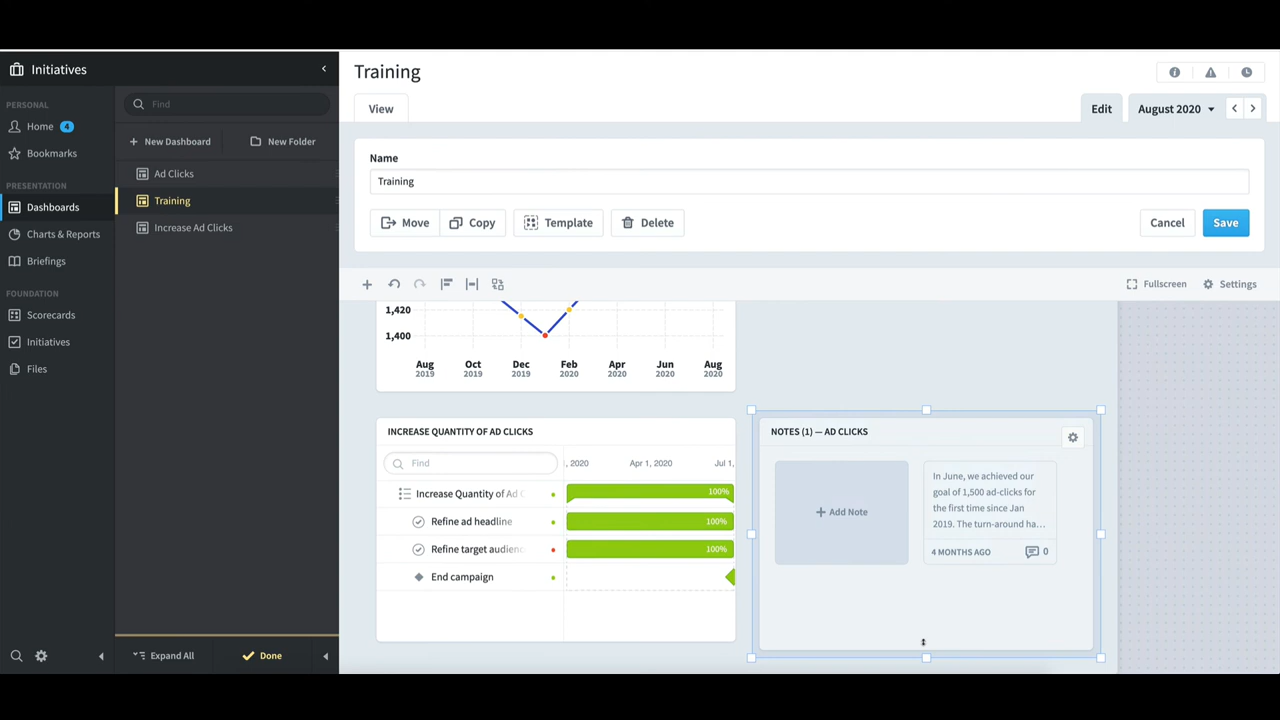 Initiatives
PERSONAL
Home 4
Bookmarks
PRESENTATION
Dashboards
Charts & Reports
Briefings
FOUNDATION
Scorecards
Initiatives
Files
Find
New Dashboard
New Folder
Ad Clicks
Training
Increase Ad Clicks
Expand All
Done
Training
View
Edit
August 2020
Name
Training
Move
Copy
Template
Delete
Cancel
Save
Fullscreen
Settings
1,420
1,400
Aug Oct Dec Feb Apr Jun Aug
2019 2019 2019 2020 2020 2020 2020
INCREASE QUANTITY OF AD CLICKS
Find
, 2020 Apr 1, 2020 Jul 1,
Increase Quantity of Ad 100%
Refine ad headline 100%
Refine target audien 100%
End campaign
NOTES (1) — AD CLICKS
+ Add Note
In June, we achieved our
goal of 1,500 ad-clicks for
the first time since Jan
2019. The turn-around ha...
4 MONTHS AGO 0